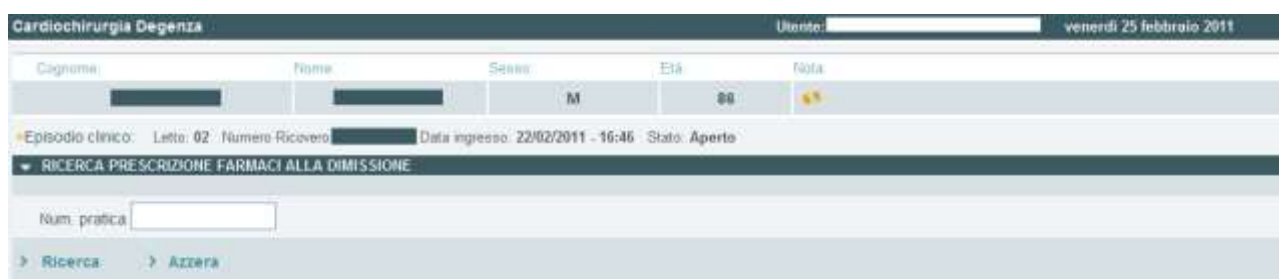 Cardiochirurgia Degenza Utente: venerdì 25 febbraio 2011
Cognome: Nome Sesso Età Nota
M 86
Episodio clinico: Letto: 02 Numero Ricovero Data ingresso: 22/02/2011 - 16:46 Stato: Aperto
RICERCA PRESCRIZIONE FARMACI ALLA DIMISSIONE
Num. pratica
Ricerca Azzera